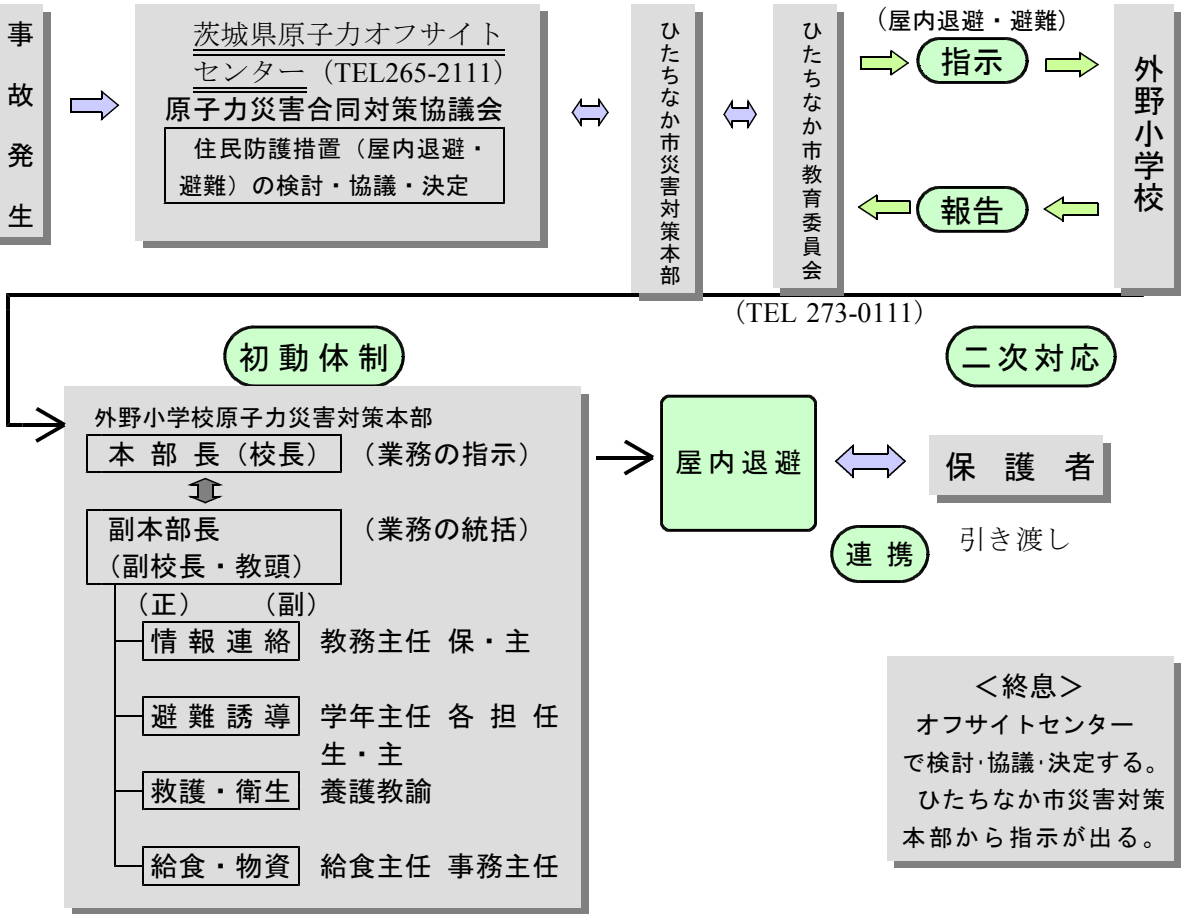 事故発生
茨城県原子力オフサイト
センター（TEL265-2111）
原子力災害合同対策協議会
住民防護措置（屋内退避・
避難）の検討・協議・決定
ひたちなか市災害対策本部
ひたちなか市教育委員会
（屋内退避・避難）
指示
報告
外野小学校
（TEL 273-0111）
初動体制
二次対応
外野小学校原子力災害対策本部
本 部 長（校長） （業務の指示）
副本部長 （業務の統括）
（副校長・教頭）
（正） （副）
情報連絡 教務主任 保・主
避難誘導 学年主任 各 担 任
生・主
救護・衛生 養護教諭
給食・物資 給食主任 事務主任
屋内退避
連 携
保 護 者
引き渡し
＜終息＞
オフサイトセンター
で検討･協議･決定する。
ひたちなか市災害対策
本部から指示が出る。